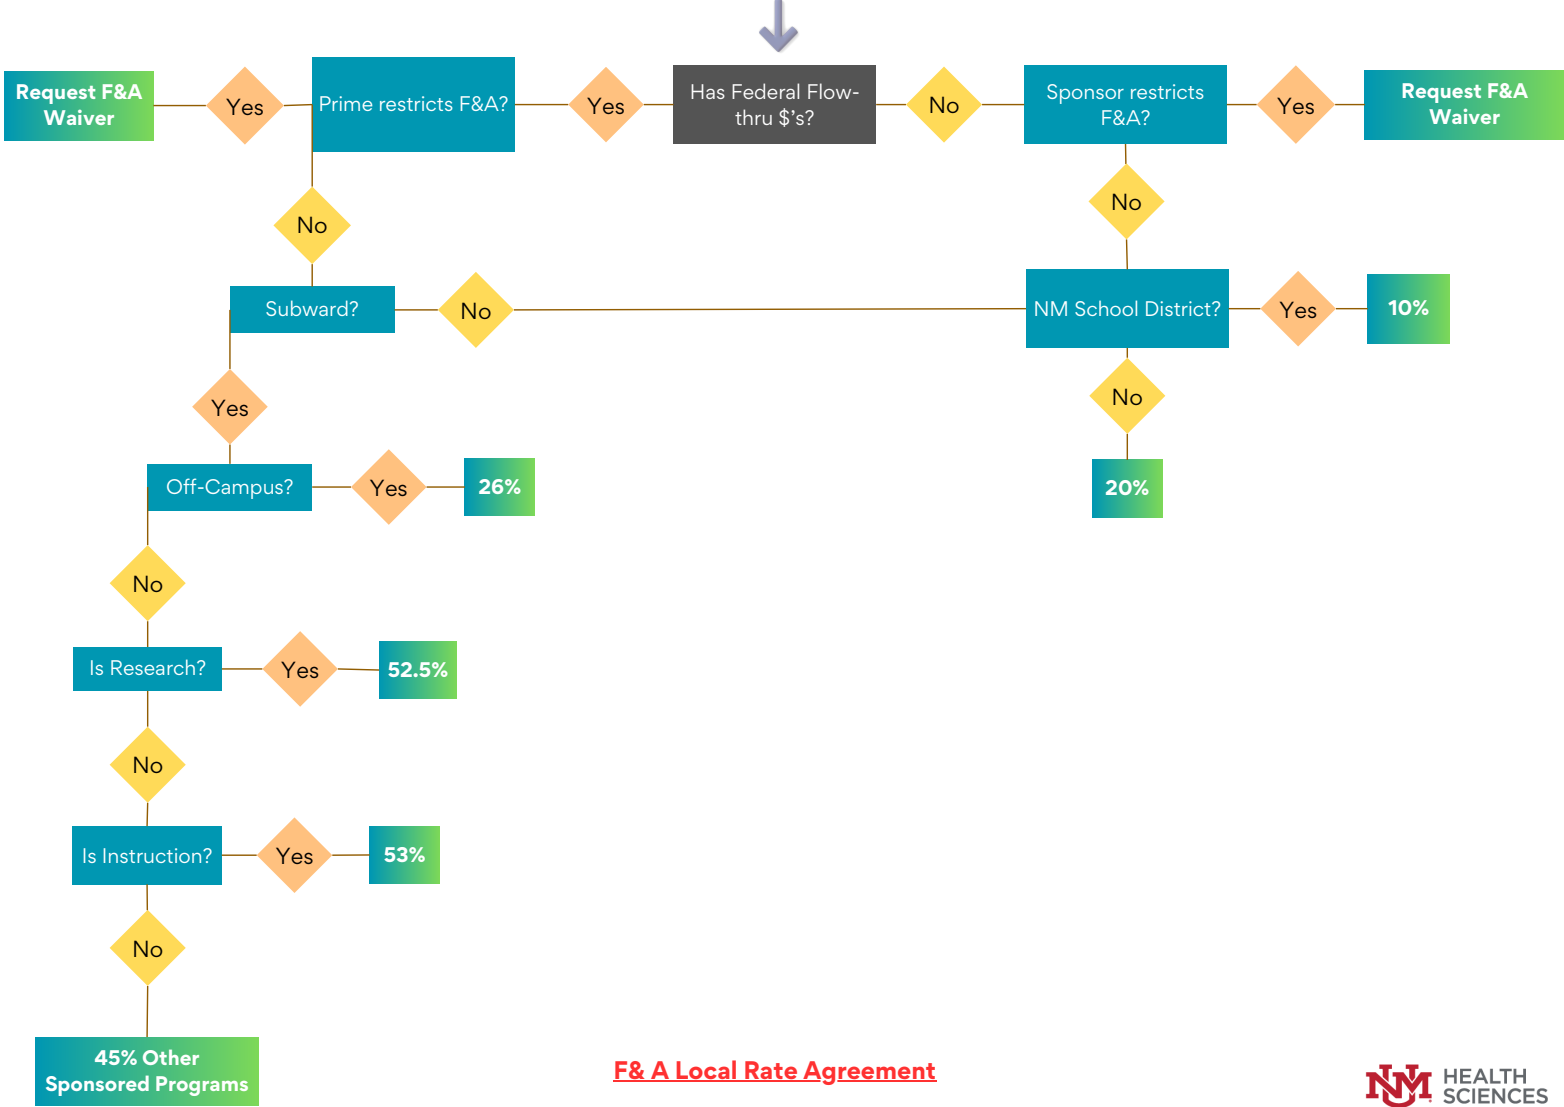 Request F&A
Waiver
Yes
Prime restricts F&A?
Yes
Has Federal Flow-
thru $'s?
No
Sponsor restricts
F&A?
Yes
Request F&A
Waiver
No
No
Subward?
No
NM School District?
Yes
10%
Yes
No
Off-Campus?
Yes
26%
20%
No
Is Research?
Yes
52.5%
No
Is Instruction?
Yes
53%
No
45% Other
Sponsored Programs
F& A Local Rate Agreement
NM
HEALTH
SCIENCES